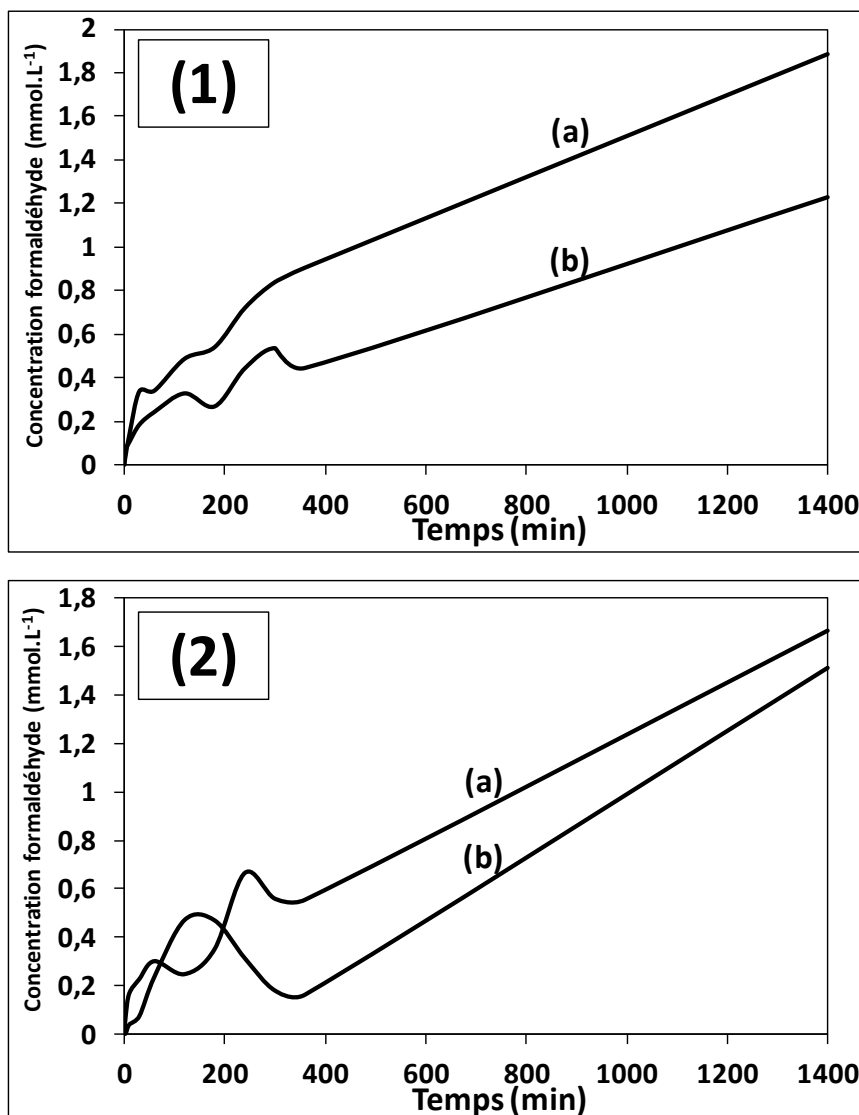 Concentration formaldéhyde (mmol.L-1)
(1)
2
1,8
1,6
1,4
1,2
1
0,8
0,6
0,4
0,2
0
(a)
(b)
0 200 400 600 800 1000 1200 1400
Temps (min)
Concentration formaldéhyde (mmol.L-1)
(2)
1,8
1,6
1,4
1,2
1
0,8
0,6
0,4
0,2
0
(a)
(b)
0 200 400 600 800 1000 1200 1400
Temps (min)